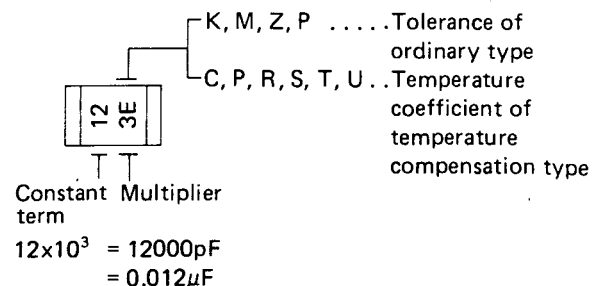 K, M, Z, P ..... Tolerance of
ordinary type
C, P, R, S, T, U .. Temperature
coefficient of
temperature
compensation type
12
3E
Constant Multiplier
term
12x10³ = 12000pF
= 0.012μF